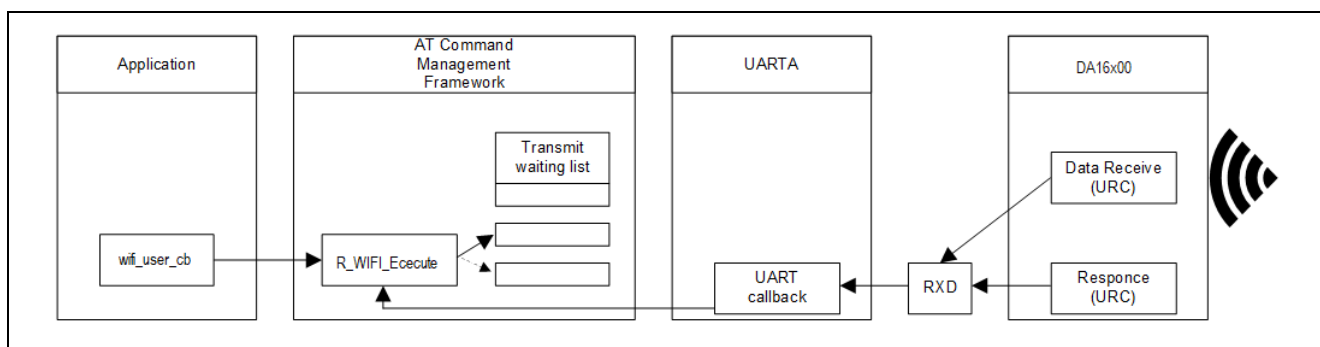 Application
AT Command
Management
Framework
UARTA
DA16x00
Transmit
waiting list
Data Receive
(URC)
wifi_user_cb
R_WIFI_Ececute
UART
callback
RXD
Responce
(URC)